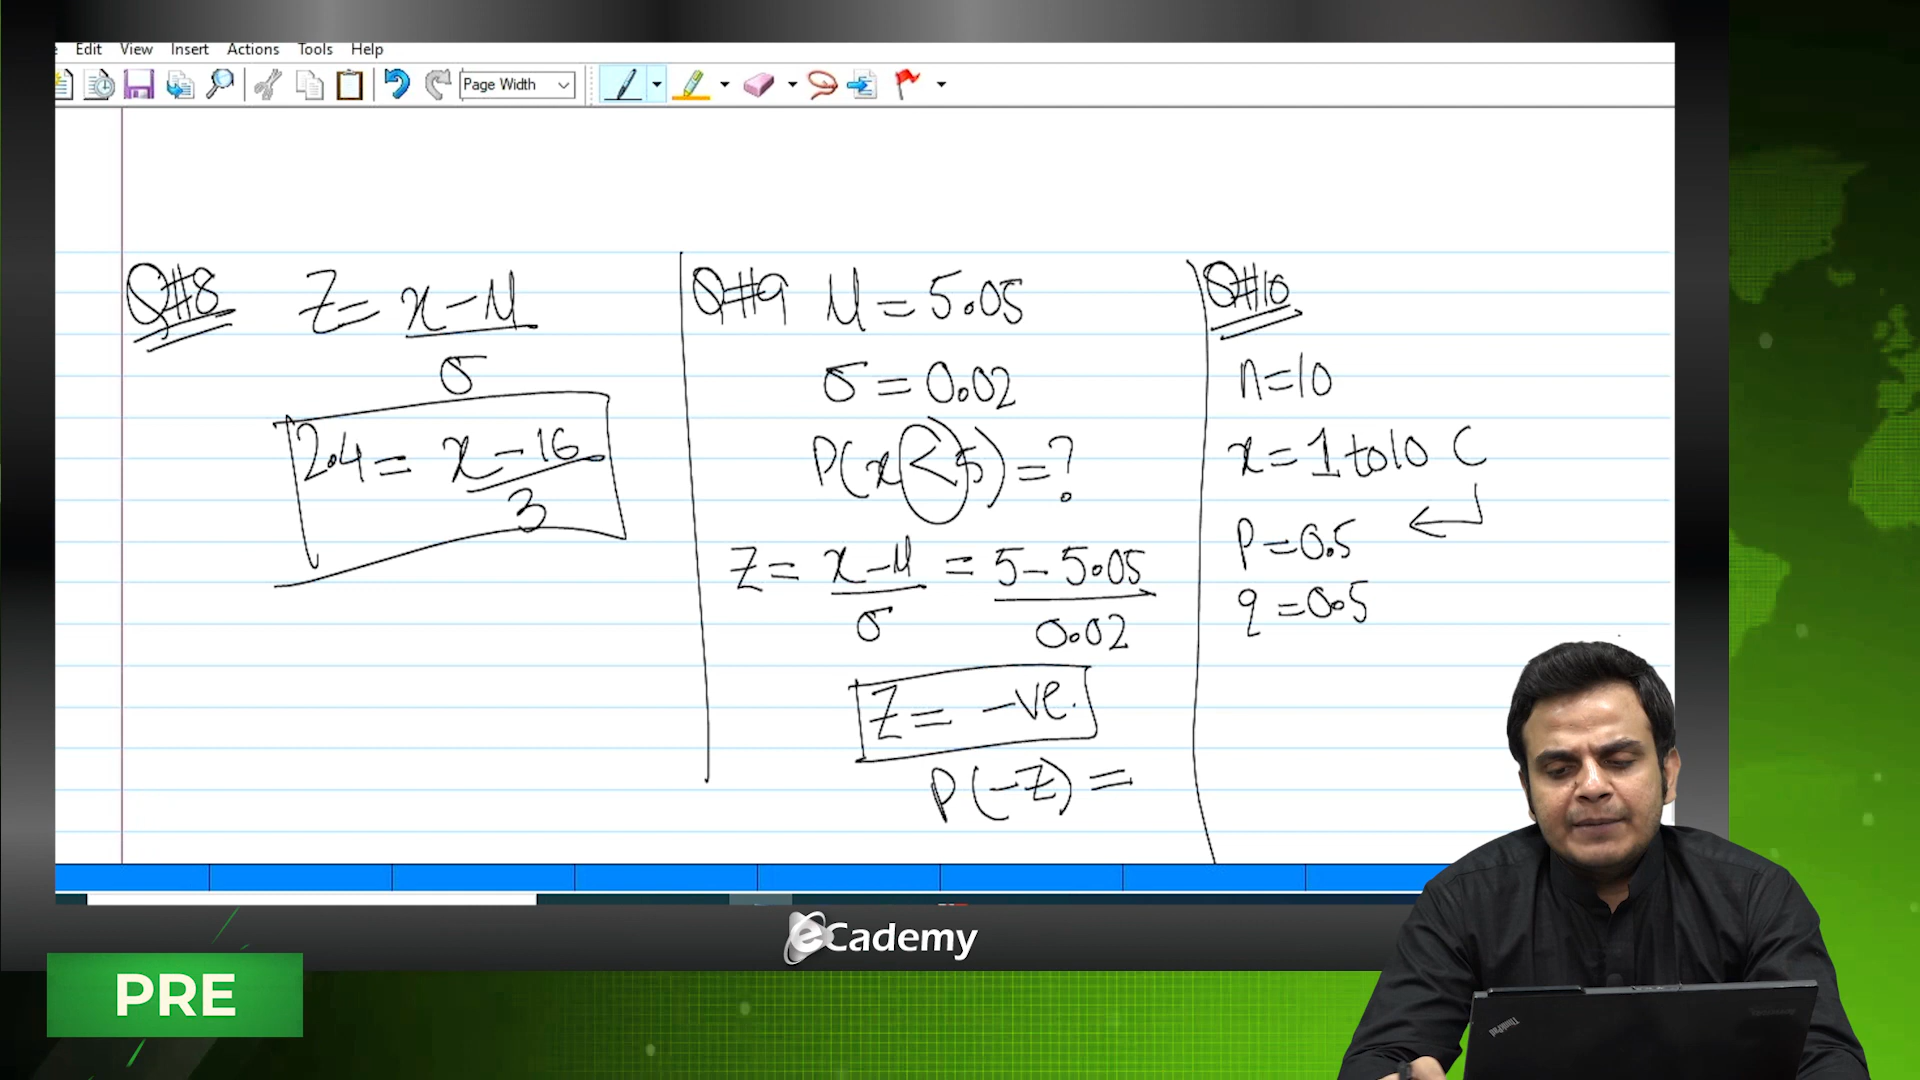 Edit View Insert Actions Tools Help
Page Width
Q#8 Z = x - M / σ
2.4 = x - 16 / 3
Q#9 M = 5.05
σ = 0.02
P(x < 5) = ?
Z = x - M / σ = 5 - 5.05 / 0.02
Z = -ve.
P(-Z) =
Q#10
n = 10
x = 1 to 10 C
P = 0.5
q = 0.5
eCademy
PRE
ThinkPad